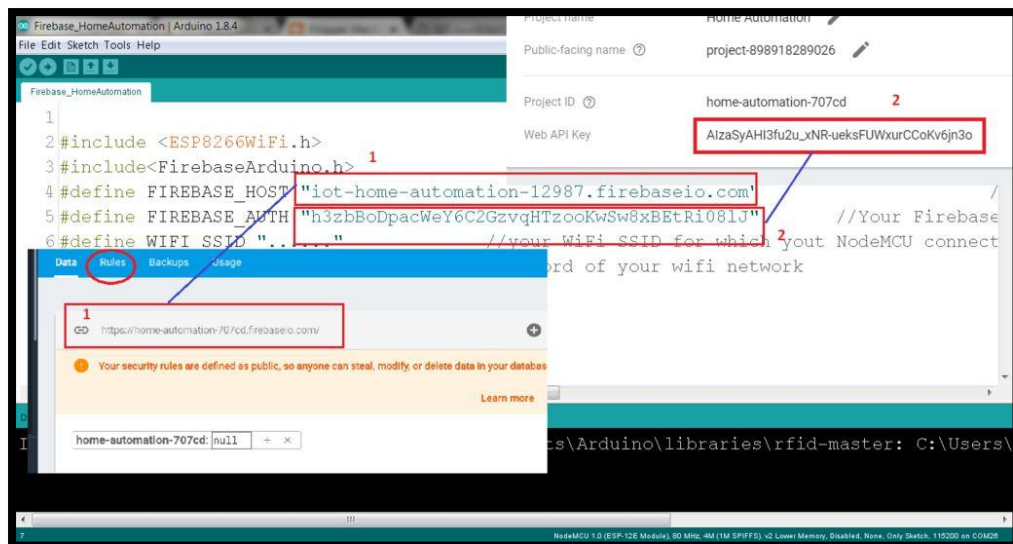 Firebase_HomeAutomation | Arduino 1.8.4
File Edit Sketch Tools Help
Firebase_HomeAutomation
Project name Home Automation
Public-facing name project-898918289026
Project ID home-automation-707cd 2
Web API Key AIzaSyAHI3fu2u_xNR-ueksFUWxurCCoKv6jn3o
1
2 #include <ESP8266WiFi.h>
3 #include<FirebaseArduino.h> 1
4 #define FIREBASE_HOST "iot-home-automation-12987.firebaseio.com" /
5 #define FIREBASE_AUTH "h3zbBoDpacWeY6C2GzvqHTzooKwSw8xBEtRi081J" //Your Firebase
6 #define WIFI_SSID "......" //your WiFi SSID for which yout NodeMCU connect
2
ord of your wifi network
Data Rules Backups Usage
1
https://home-automation-707cd.firebaseio.com/
Your security rules are defined as public, so anyone can steal, modify, or delete data in your databas
Learn more
home-automation-707cd: null + ×
ts\Arduino\libraries\rfid-master: C:\Users\
7 NodeMCU 1.0 (ESP-12E Module), 80 MHz, 4M (1M SPIFFS), v2 Lower Memory, Disabled, None, Only Sketch, 115200 on COM26